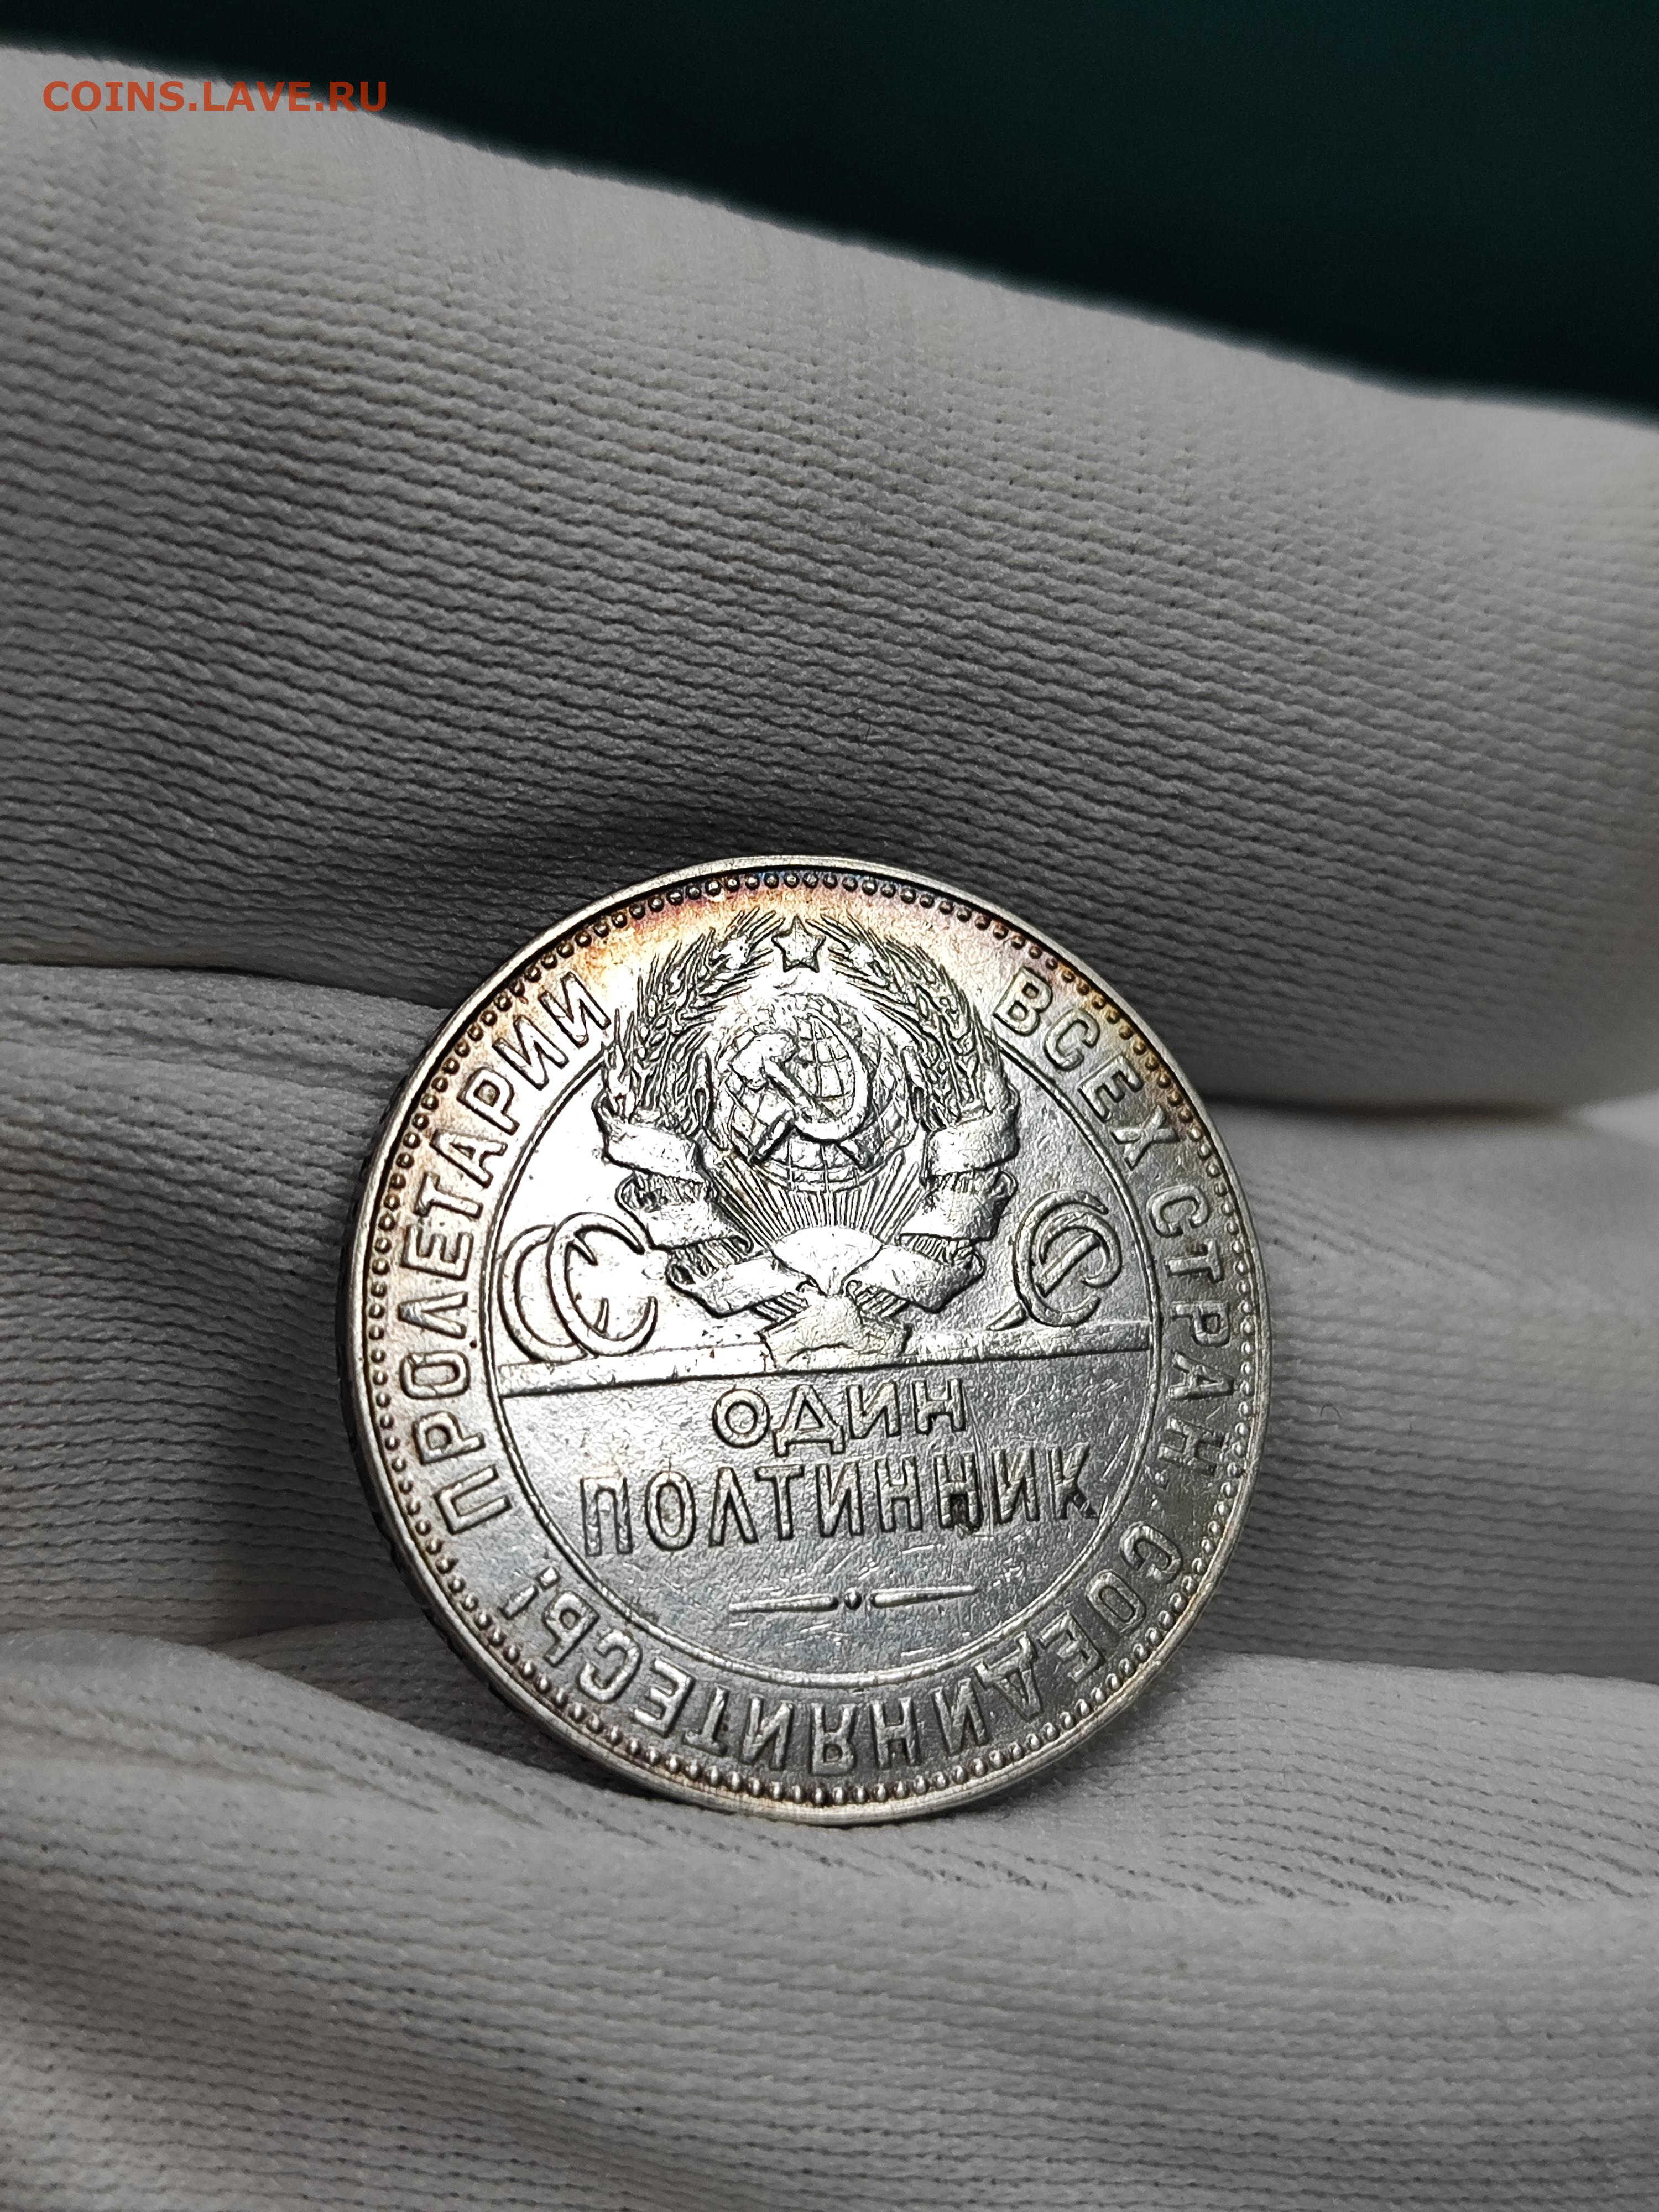 COINS.LAVE.RU
ПРОЛЕТАРИИ ВСЕХ СТРАН, СОЕДИНЯЙТЕСЬ!
СССР
ОДИН
ПОЛТИННИК